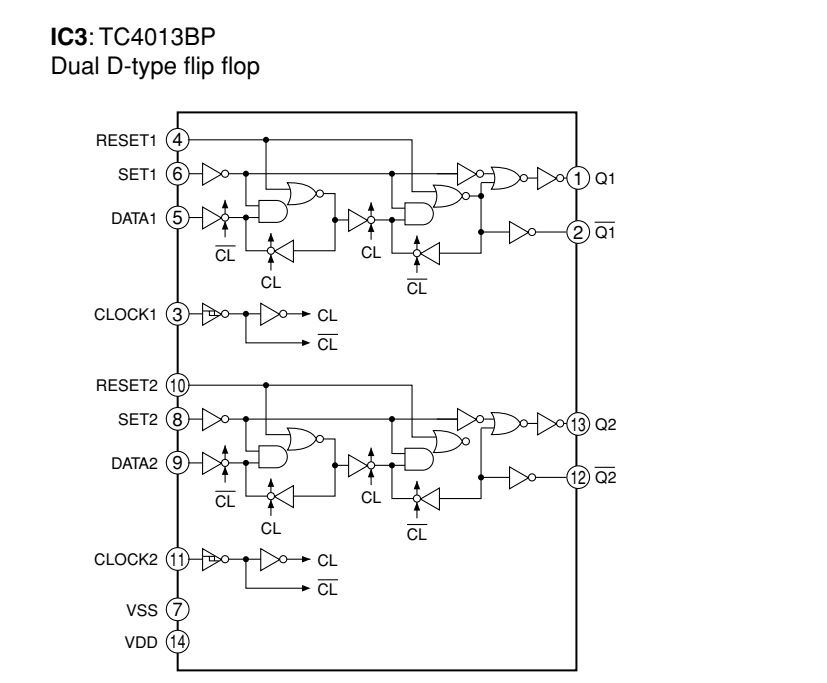 IC3: TC4013BP
Dual D-type flip flop
RESET1 4
SET1 6
1 Q1
DATA1 5
2 Q1
CL
CL
CL
CL
CLOCK1 3
CL
CL
RESET2 10
SET2 8
13 Q2
DATA2 9
12 Q2
CL
CL
CL
CL
CLOCK2 11
CL
CL
VSS 7
VDD 14